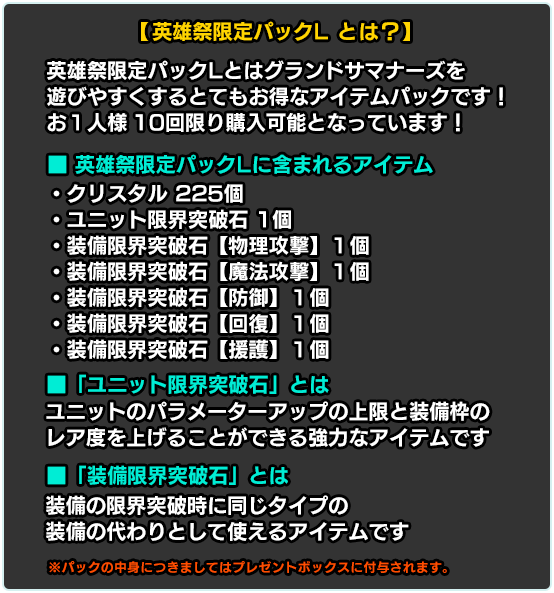 【英雄祭限定パックL とは？】
英雄祭限定パックLとはグランドサマナーズを
遊びやすくするとてもお得なアイテムパックです！
お１人様 10回限り購入可能となっています！
■ 英雄祭限定パックLに含まれるアイテム
・クリスタル 225個
・ユニット限界突破石 1個
・装備限界突破石【物理攻撃】１個
・装備限界突破石【魔法攻撃】１個
・装備限界突破石【防御】１個
・装備限界突破石【回復】１個
・装備限界突破石【援護】１個
■「ユニット限界突破石」とは
ユニットのパラメーターアップの上限と装備枠の
レア度を上げることができる強力なアイテムです
■「装備限界突破石」とは
装備の限界突破時に同じタイプの
装備の代わりとして使えるアイテムです
※パックの中身につきましてはプレゼントボックスに付与されます。